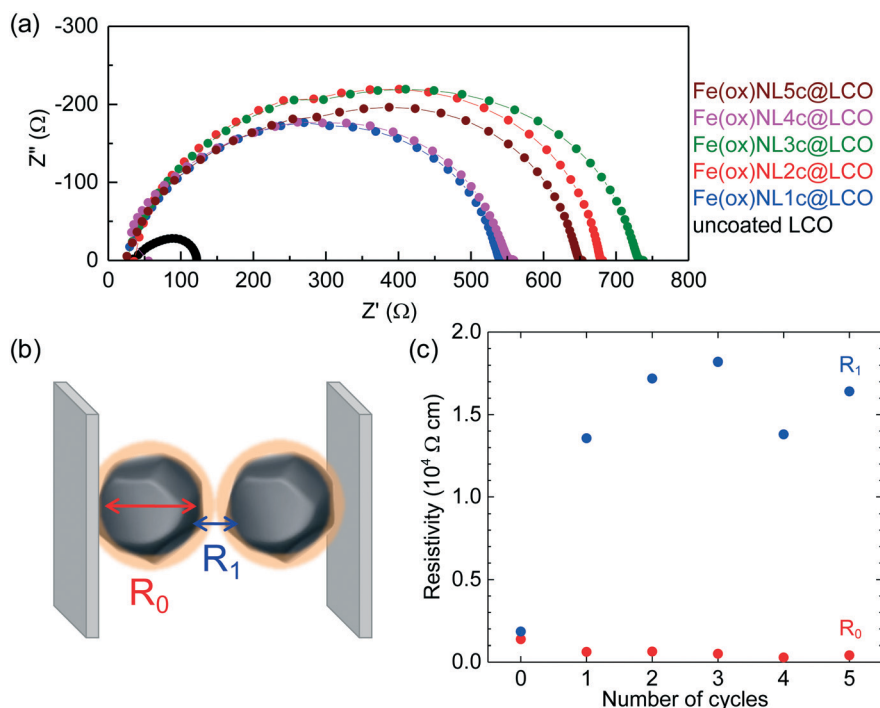 (a)
-300
-200
-100
0
Z" (Ω)
0 100 200 300 400 500 600 700 800
Z' (Ω)
Fe(ox)NL5c@LCO
Fe(ox)NL4c@LCO
Fe(ox)NL3c@LCO
Fe(ox)NL2c@LCO
Fe(ox)NL1c@LCO
uncoated LCO
(b)
R0
R1
(c)
2.0
1.5
1.0
0.5
0.0
Resistivity (10⁴ Ω cm)
R1
R0
0 1 2 3 4 5
Number of cycles